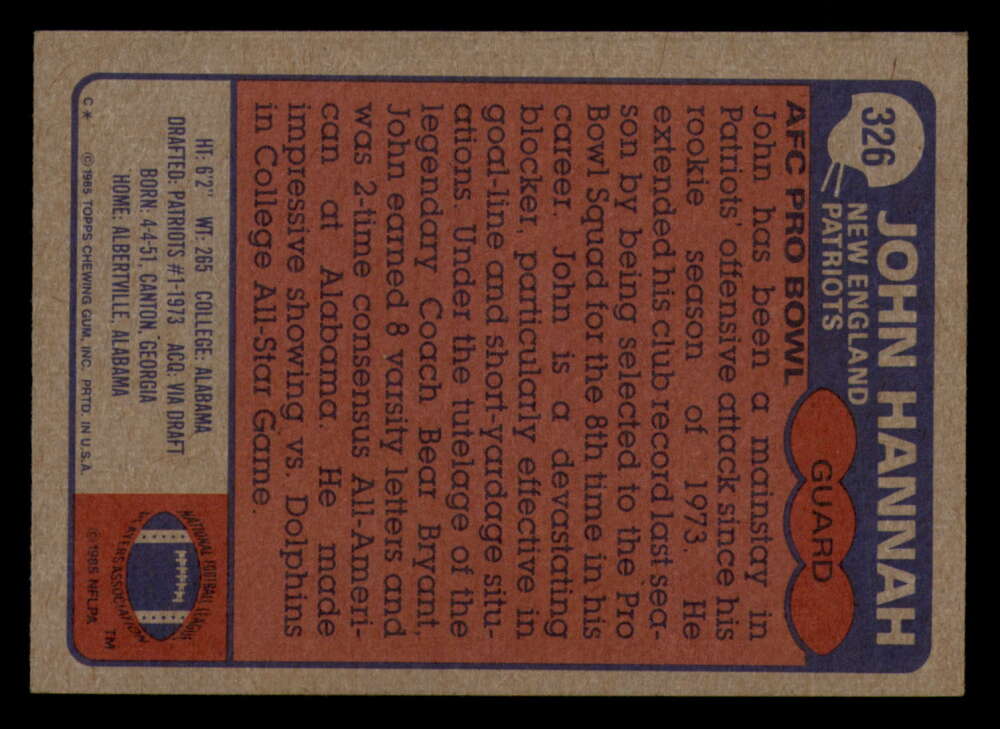 326
JOHN HANNAH
NEW ENGLAND
PATRIOTS
GUARD
AFC PRO BOWL
John has been a mainstay in
Patriots' offensive attack since his
rookie season of 1973. He
extended his club record last sea-
son by being selected to the Pro
Bowl Squad for the 8th time in his
career. John is a devastating
blocker, particularly effective in
goal-line and short-yardage situ-
ations. Under the tutelage of the
legendary Coach Bear Bryant,
John earned 8 varsity letters and
was 2-time consensus All-Ameri-
can at Alabama. He made
impressive showing vs. Dolphins
in College All-Star Game.
HT: 6'2" WT: 265 COLLEGE: ALABAMA
DRAFTED: PATRIOTS #1-1973 ACQ: VIA DRAFT
BORN: 4-4-51, CANTON, GEORGIA
HOME: ALBERTVILLE, ALABAMA
C* ©1985 TOPPS CHEWING GUM, INC. PRTD. IN U.S.A.
NATIONAL FOOTBALL LEAGUE
PLAYERS ASSOCIATION
TM
© 1985 NFLPA